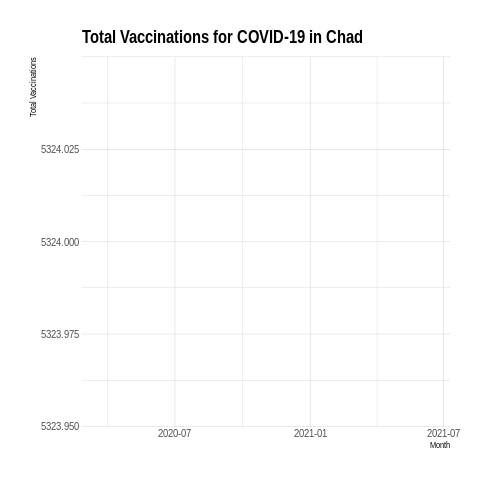 Total Vaccinations for COVID-19 in Chad
Total Vaccinations
5324.025
5324.000
5323.975
5323.950
2020-07 2021-01 2021-07
Month